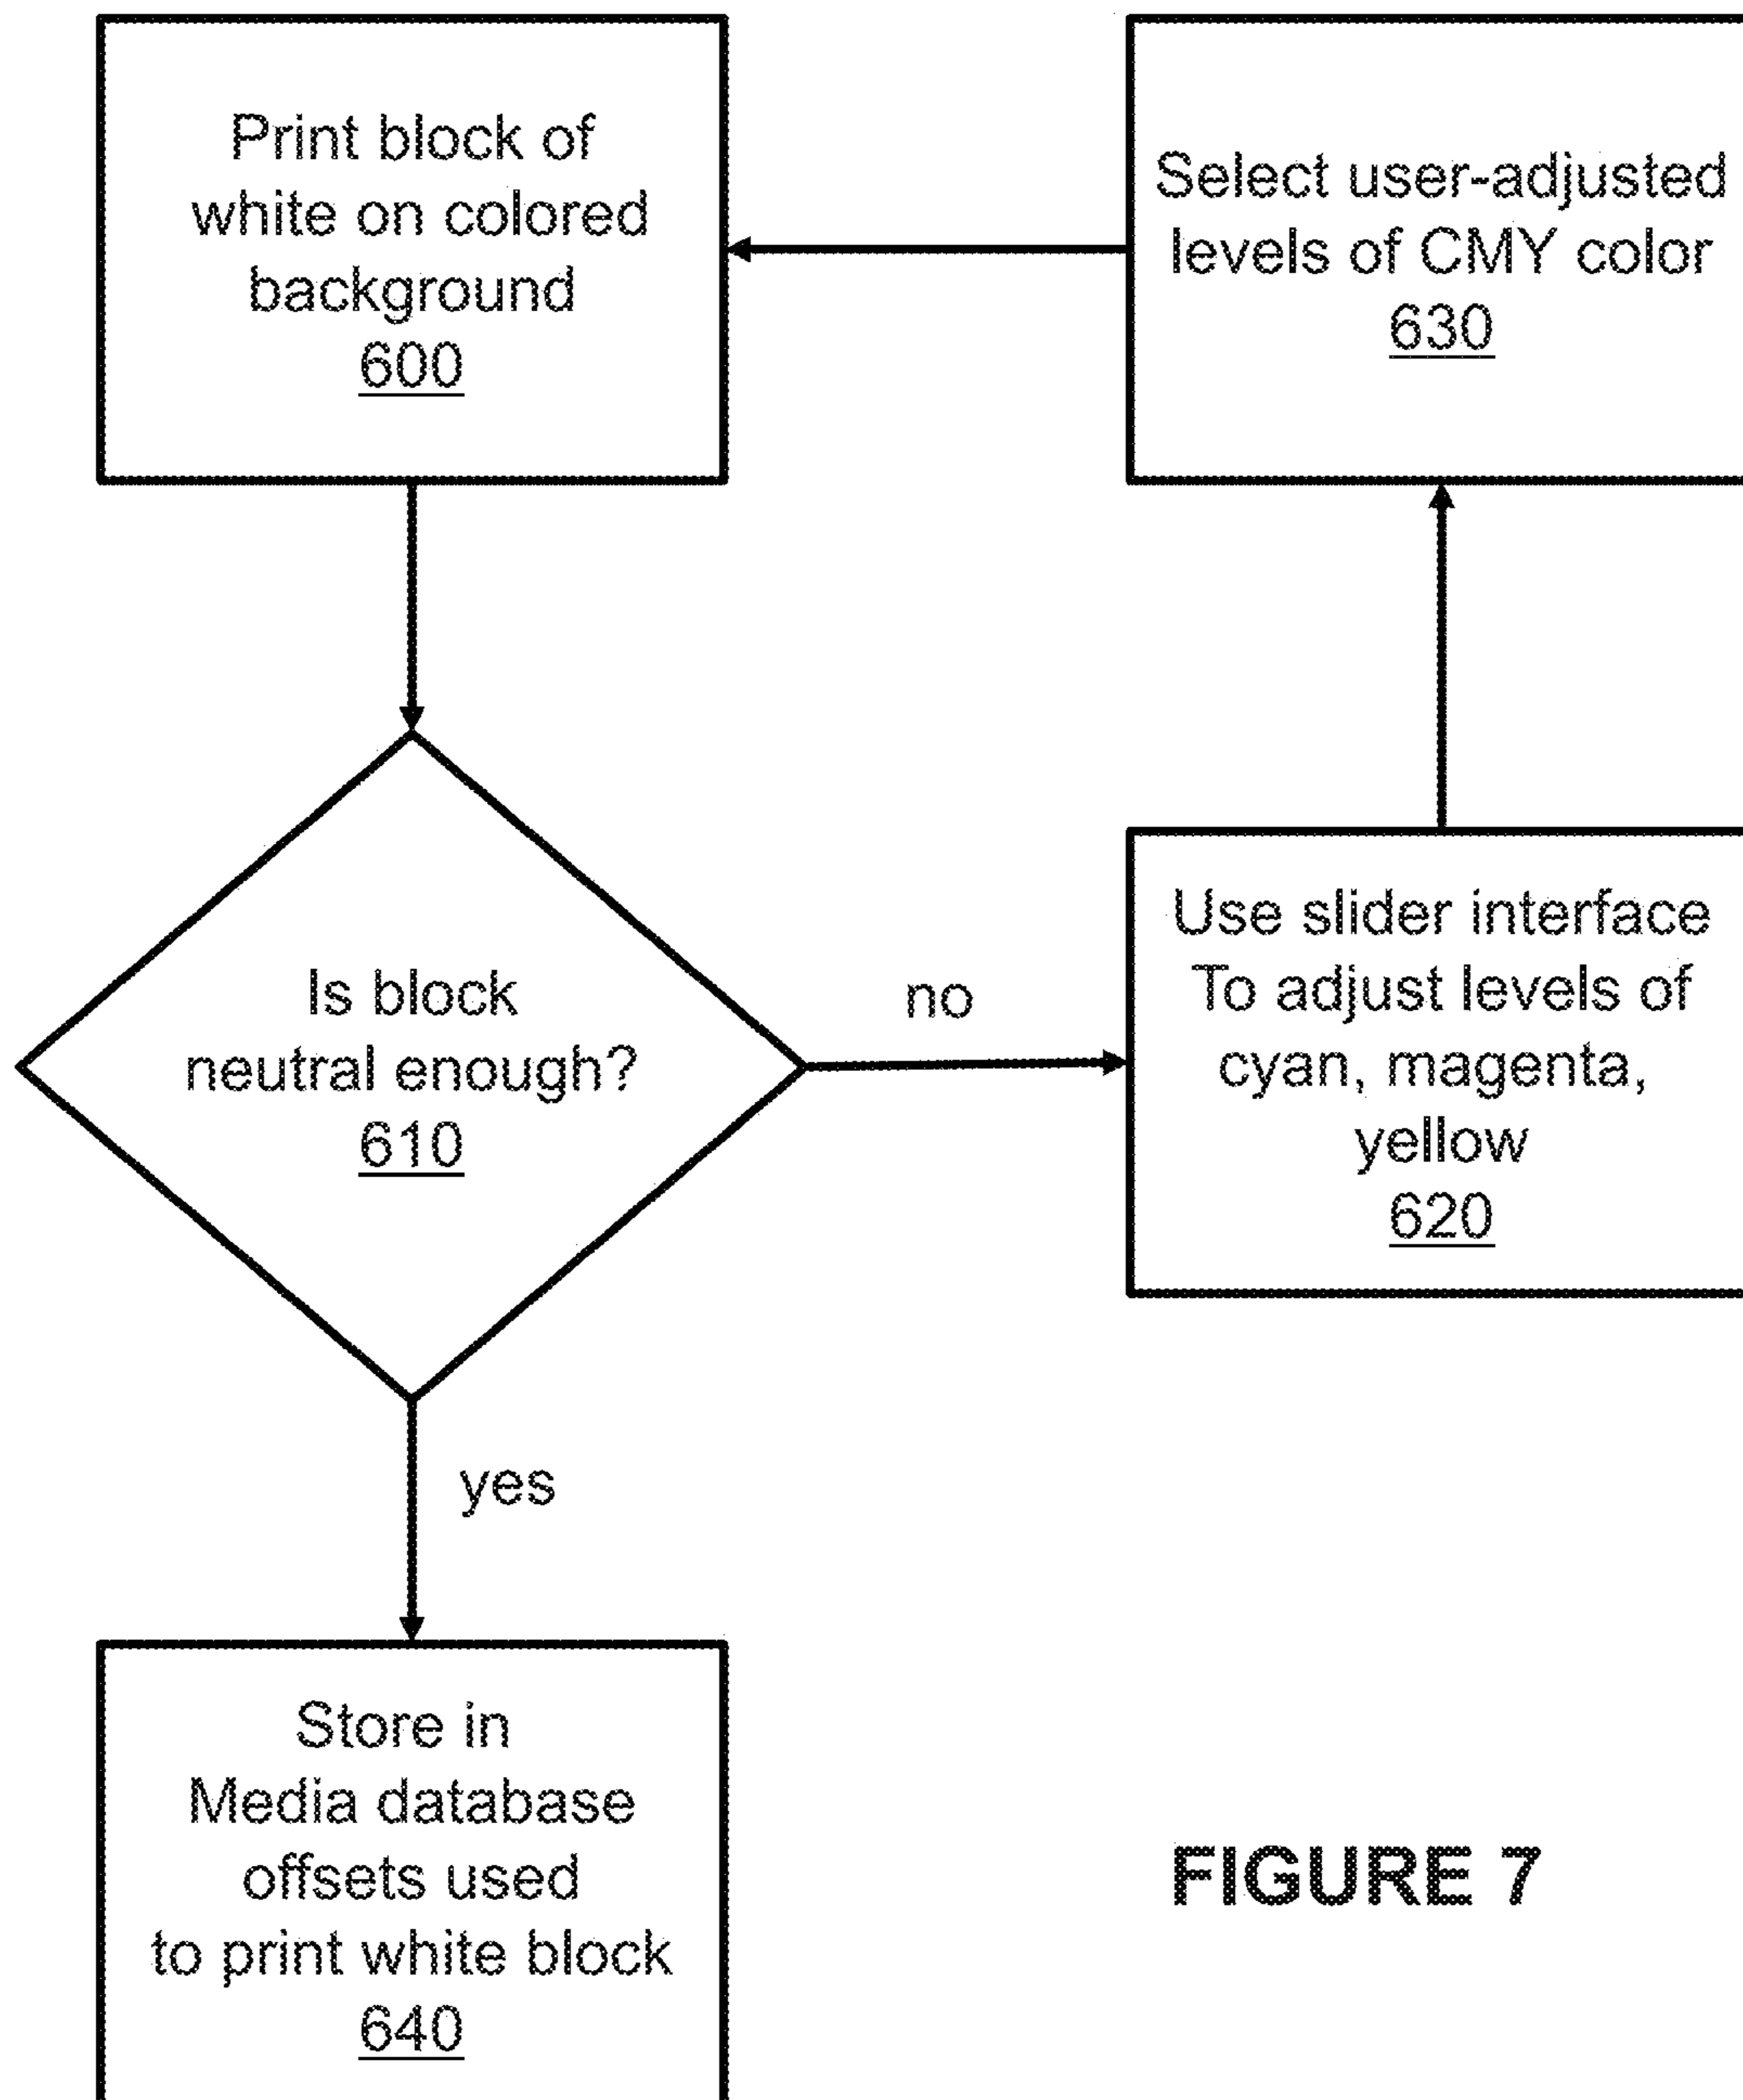 Print block of
white on colored
background
600
Select user-adjusted
levels of CMY color
630
Is block
neutral enough?
610
no
Use slider interface
To adjust levels of
cyan, magenta,
yellow
620
yes
Store in
Media database
offsets used
to print white block
640
FIGURE 7